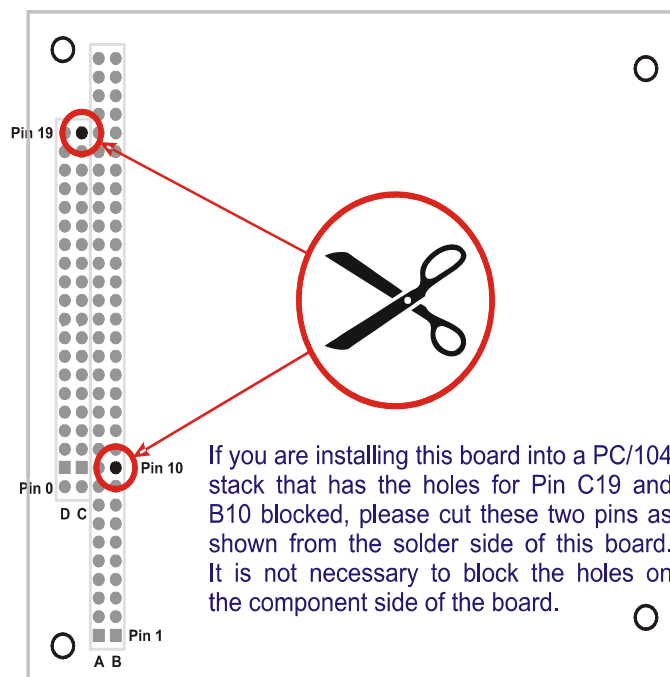 Pin 19
Pin 10
Pin 0
D C
Pin 1
A B
If you are installing this board into a PC/104
stack that has the holes for Pin C19 and
B10 blocked, please cut these two pins as
shown from the solder side of this board.
It is not necessary to block the holes on
the component side of the board.